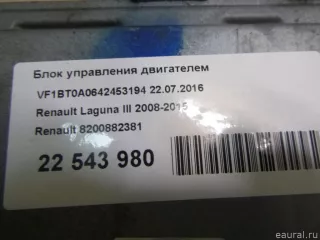 Блок управления двигателем
VF1BT0A0642453194 22.07.2016
Renault Laguna III 2008-2015
Renault 8200882381
22 543 980
eaural.ru